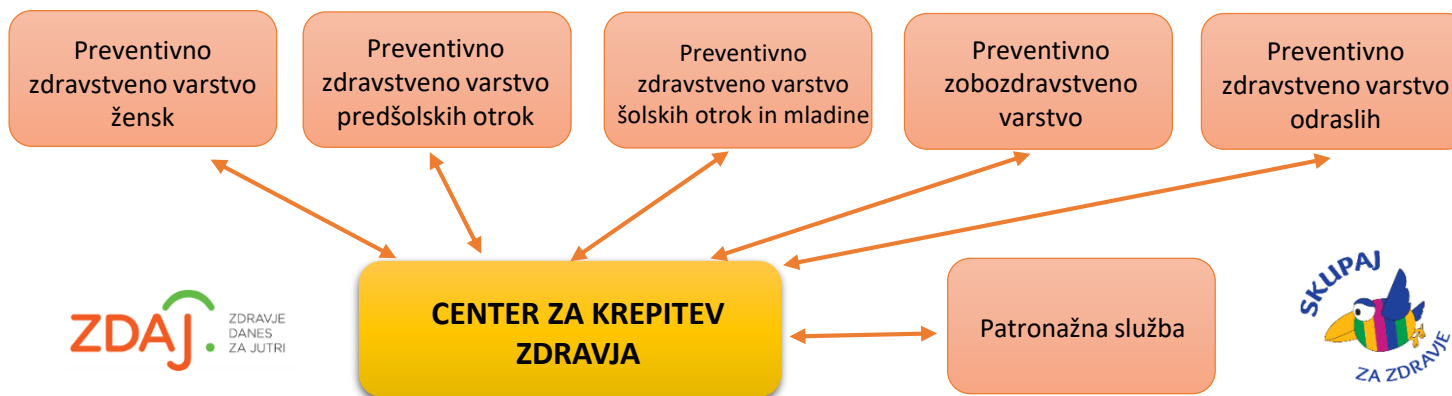 Preventivno
zdravstveno varstvo
žensk
Preventivno
zdravstveno varstvo
predšolskih otrok
Preventivno
zdravstveno varstvo
šolskih otrok in mladine
Preventivno
zobozdravstveno
varstvo
Preventivno
zdravstveno varstvo
odraslih
CENTER ZA KREPITEV
ZDRAVJA
Patronažna služba
ZDAJ.
ZDRAVJE
DANES
ZA JUTRI
SKUPAJ
ZA ZDRAVJE